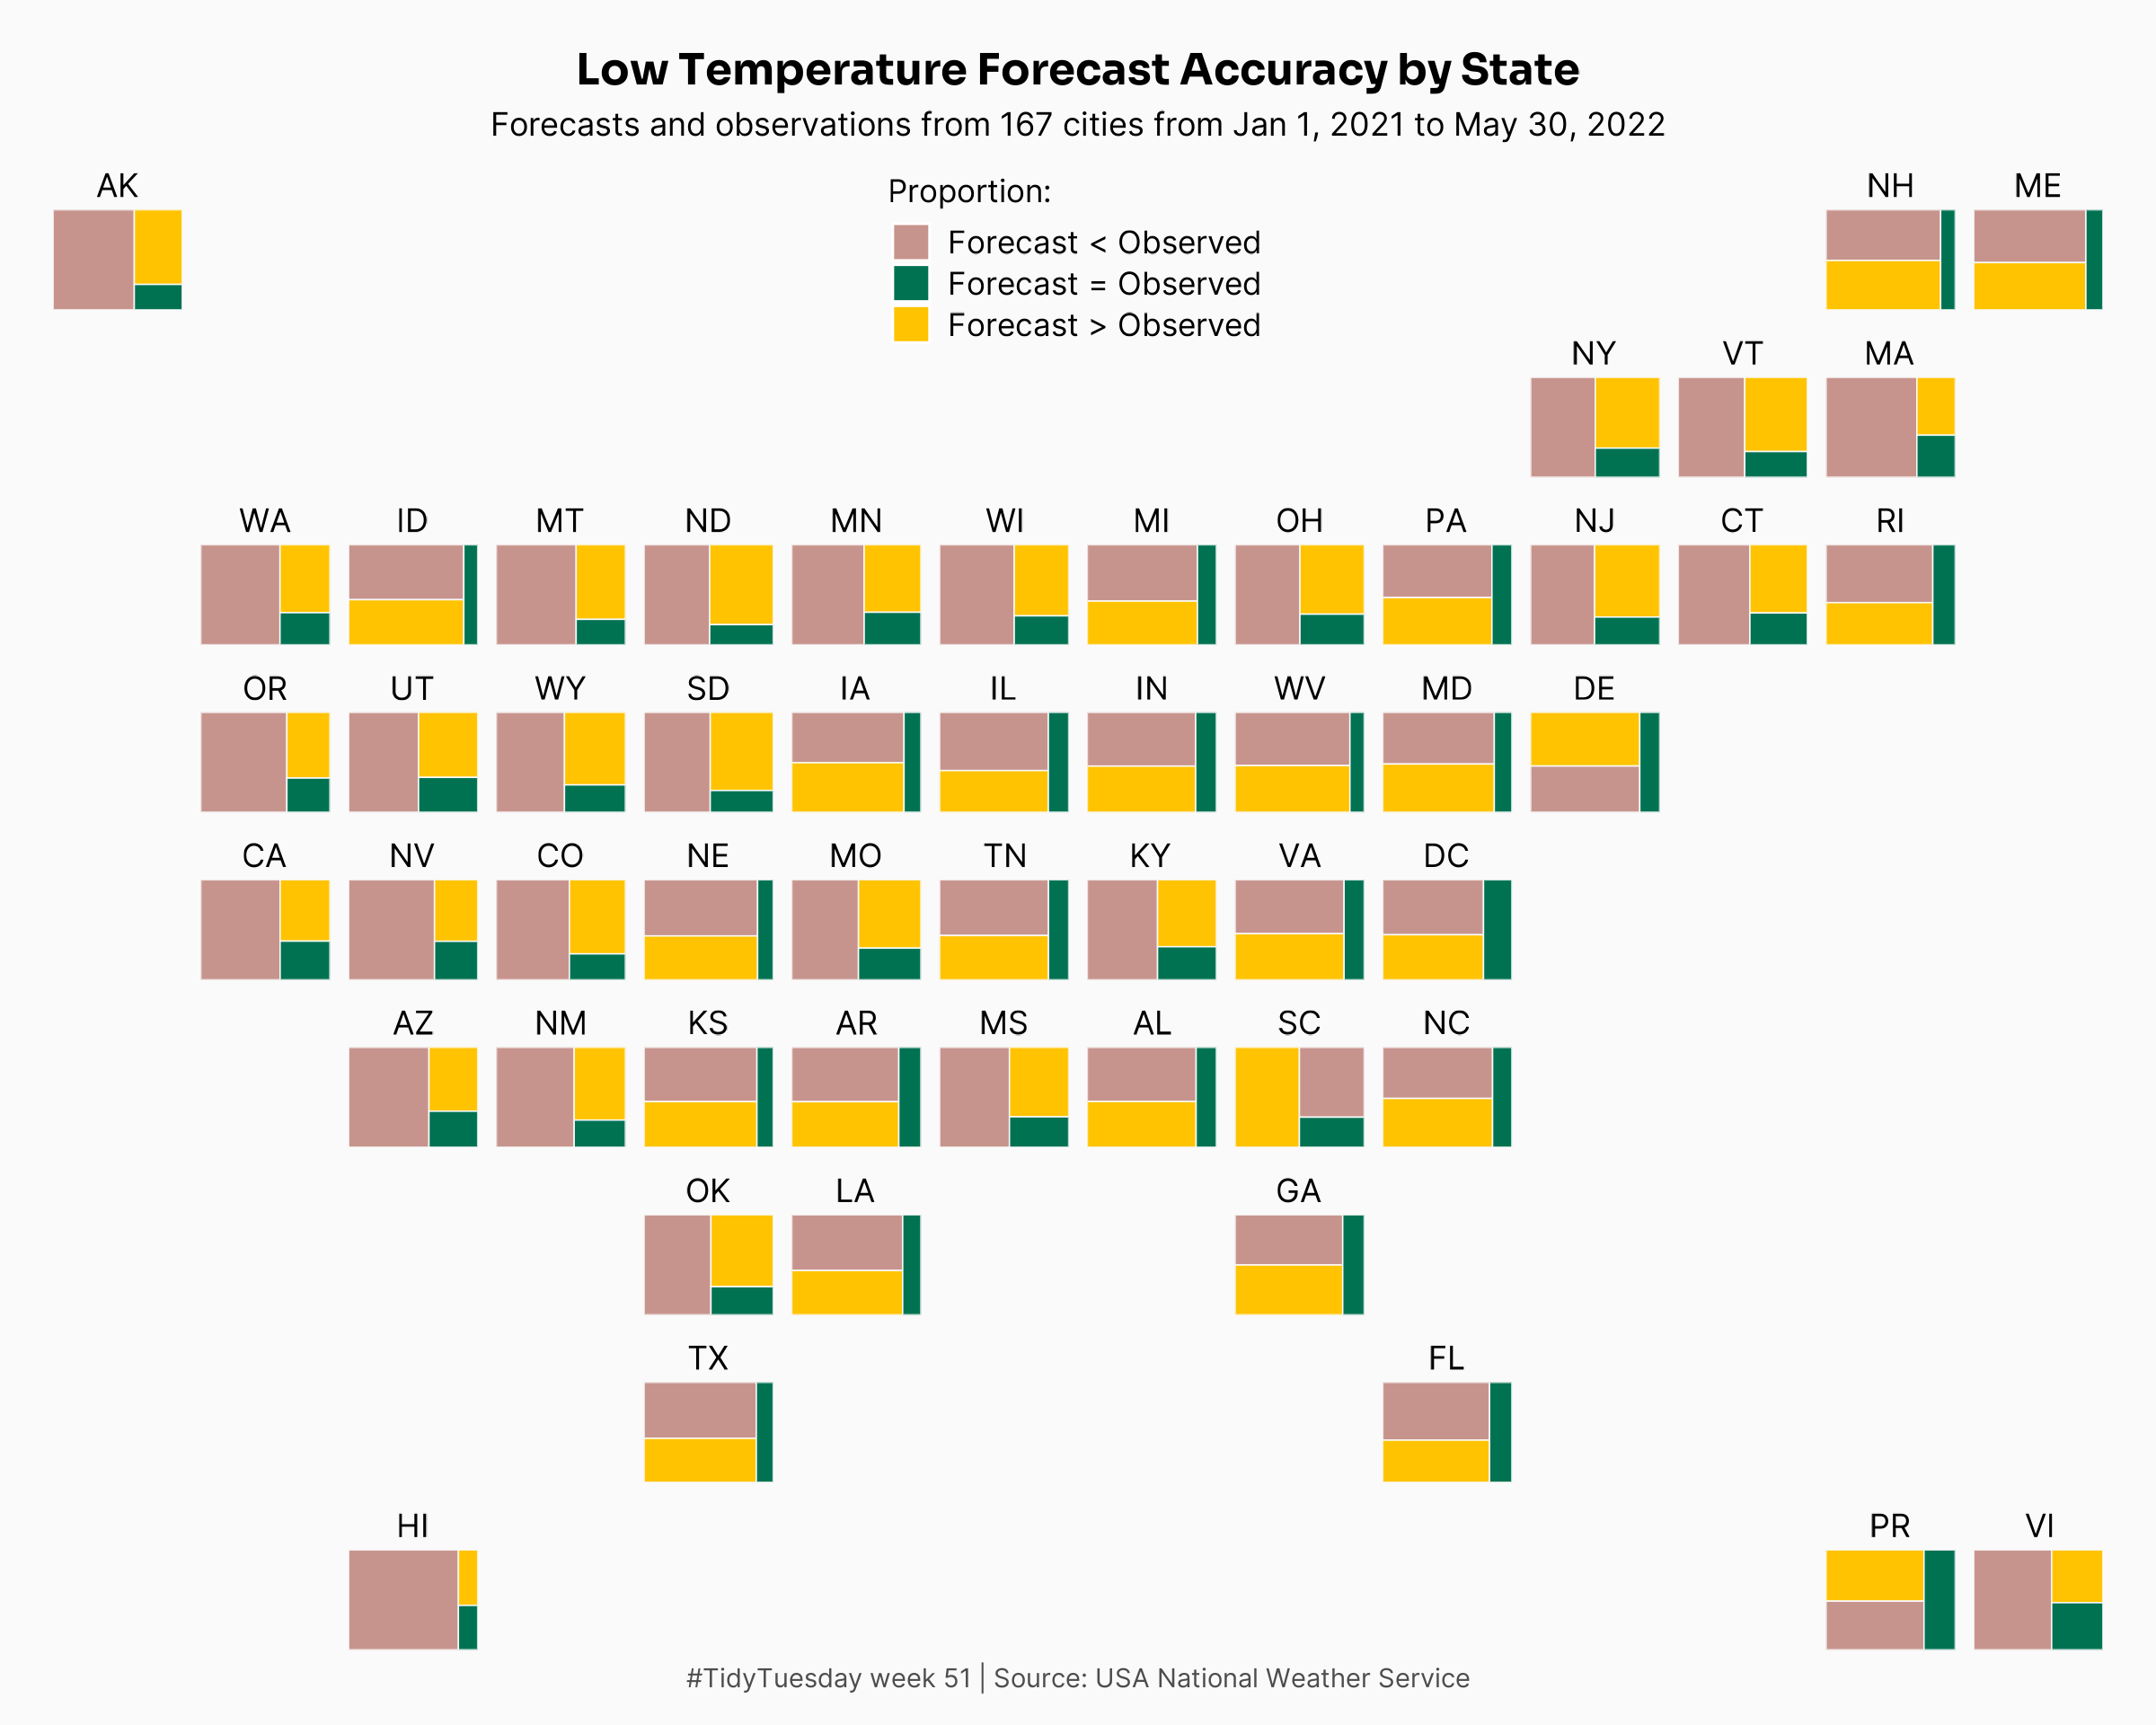 Low Temperature Forecast Accuracy by State
Forecasts and observations from 167 cities from Jan 1, 2021 to May 30, 2022
AK
Proportion:
Forecast < Observed
Forecast = Observed
Forecast > Observed
NH ME
NY VT MA
WA ID MT ND MN WI MI OH PA NJ CT RI
OR UT WY SD IA IL IN WV MD DE
CA NV CO NE MO TN KY VA DC
AZ NM KS AR MS AL SC NC
OK LA GA
TX FL
HI PR VI
#TidyTuesday week 51 | Source: USA National Weather Service